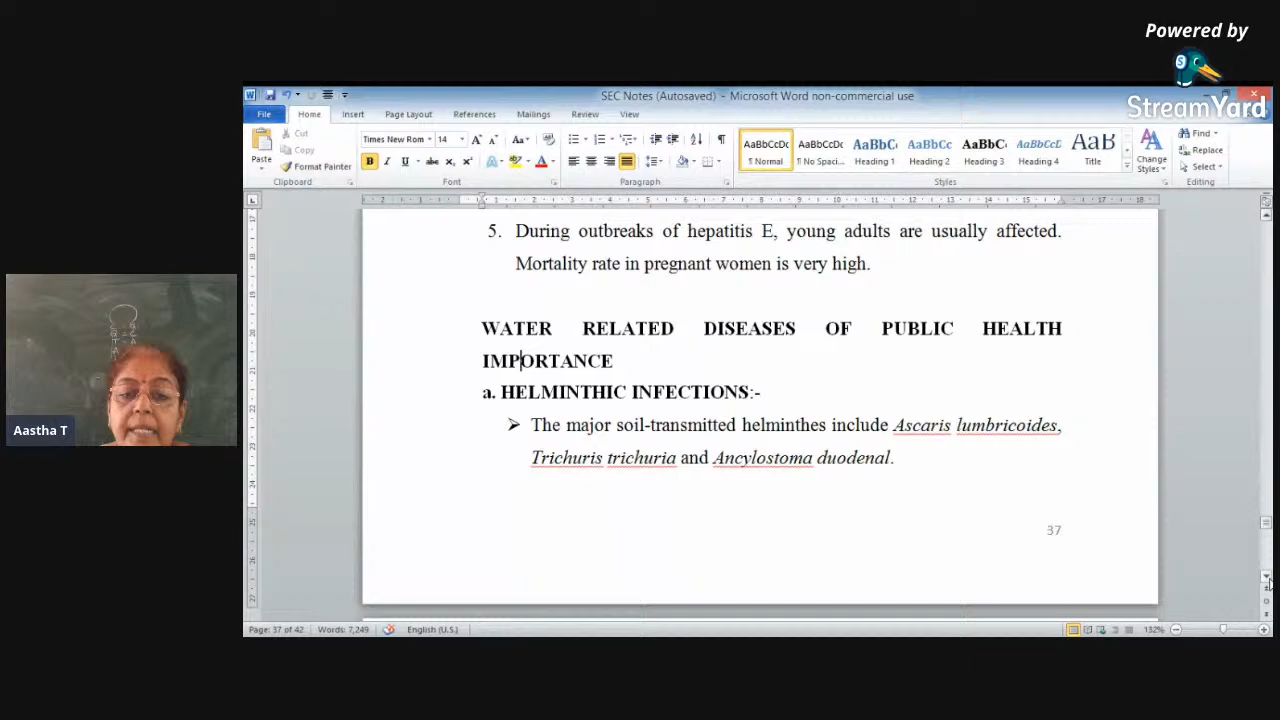 Powered by
StreamYard
SEC Notes (Autosaved) - Microsoft Word non-commercial use
File Home Insert Page Layout References Mailings Review View
Paste
Cut
Copy
Format Painter
Clipboard
Times New Rom 14
Font
Paragraph
AaBbCcDc AaBbCcDc AaBbC AaBbCc AaBbC AaBbCcI AaB
¶ Normal ¶ No Spaci... Heading 1 Heading 2 Heading 3 Heading 4 Title
Change Styles
Styles
Find
Replace
Select
Editing
5. During outbreaks of hepatitis E, young adults are usually affected.
Mortality rate in pregnant women is very high.
WATER RELATED DISEASES OF PUBLIC HEALTH
IMPORTANCE
a. HELMINTHIC INFECTIONS:-
➢ The major soil-transmitted helminthes include Ascaris lumbricoides,
Trichuris trichuria and Ancylostoma duodenal.
37
Aastha T
Page: 37 of 42 Words: 7,249 English (U.S.) 132%